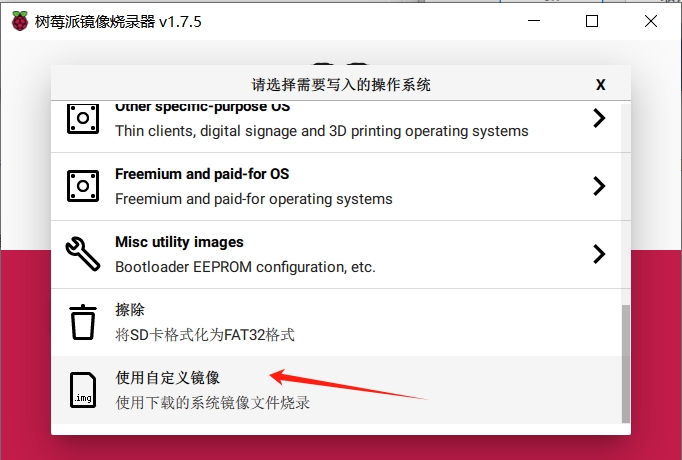 树莓派镜像烧录器 v1.7.5
请选择需要写入的操作系统
X
Other specific-purpose OS
Thin clients, digital signage and 3D printing operating systems
Freemium and paid-for OS
Freemium and paid-for operating systems
Misc utility images
Bootloader EEPROM configuration, etc.
擦除
将SD卡格式化为FAT32格式
使用自定义镜像
.img
使用下载的系统镜像文件烧录